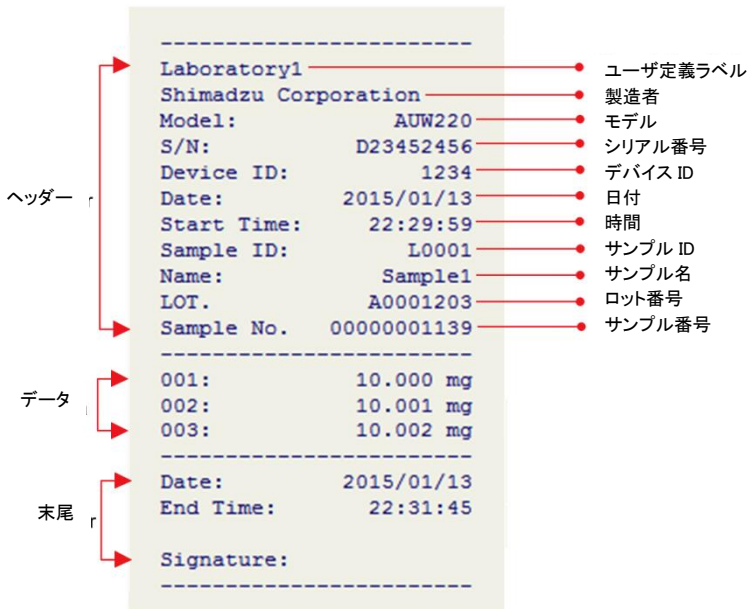 ------------------------
Laboratory1 ユーザ定義ラベル
Shimadzu Corporation 製造者
Model: AUW220 モデル
S/N: D23452456 シリアル番号
Device ID: 1234 デバイス ID
ヘッダー Date: 2015/01/13 日付
Start Time: 22:29:59 時間
Sample ID: L0001 サンプル ID
Name: Sample1 サンプル名
LOT. A0001203 ロット番号
Sample No. 00000001139 サンプル番号
------------------------
001: 10.000 mg
データ 002: 10.001 mg
003: 10.002 mg
------------------------
Date: 2015/01/13
末尾 End Time: 22:31:45
Signature:
------------------------